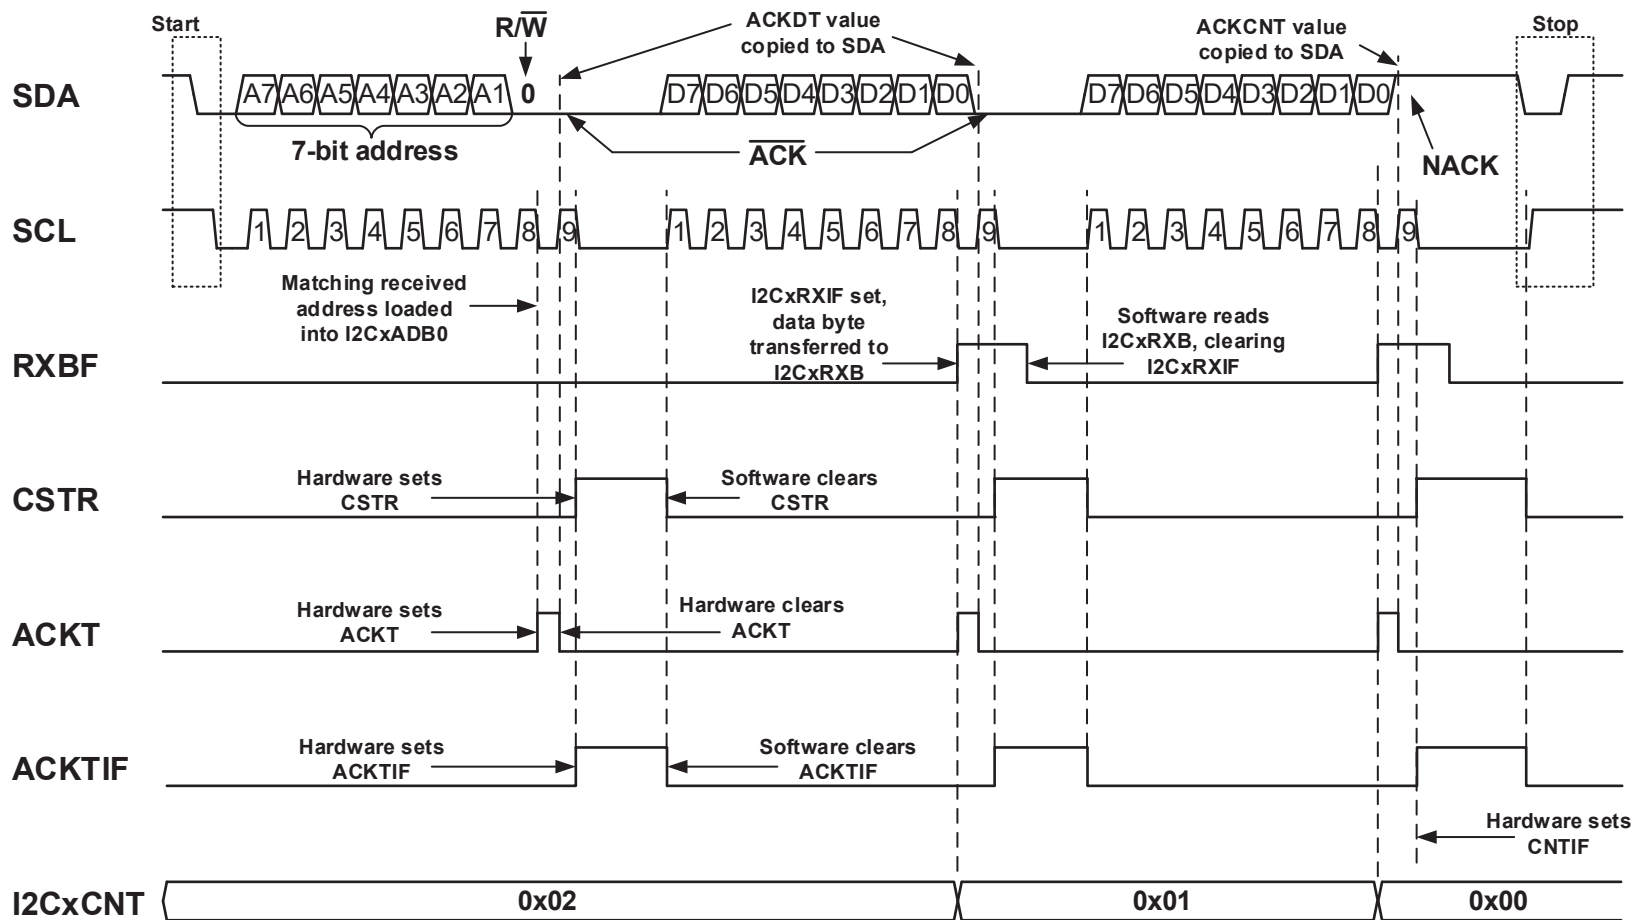 Start
R/W
ACKDT value
copied to SDA
ACKCNT value
copied to SDA
Stop
SDA
A7 A6 A5 A4 A3 A2 A1 0
D7 D6 D5 D4 D3 D2 D1 D0
D7 D6 D5 D4 D3 D2 D1 D0
7-bit address
ACK
NACK
SCL
1 2 3 4 5 6 7 8 9
1 2 3 4 5 6 7 8 9
1 2 3 4 5 6 7 8 9
Matching received
address loaded
into I2CxADB0
I2CxRXIF set,
data byte
transferred to
I2CxRXB
Software reads
I2CxRXB, clearing
I2CxRXIF
RXBF
Hardware sets
CSTR
Software clears
CSTR
CSTR
Hardware sets
ACKT
Hardware clears
ACKT
ACKT
Hardware sets
ACKTIF
Software clears
ACKTIF
ACKTIF
Hardware sets
CNTIF
I2CxCNT
0x02
0x01
0x00